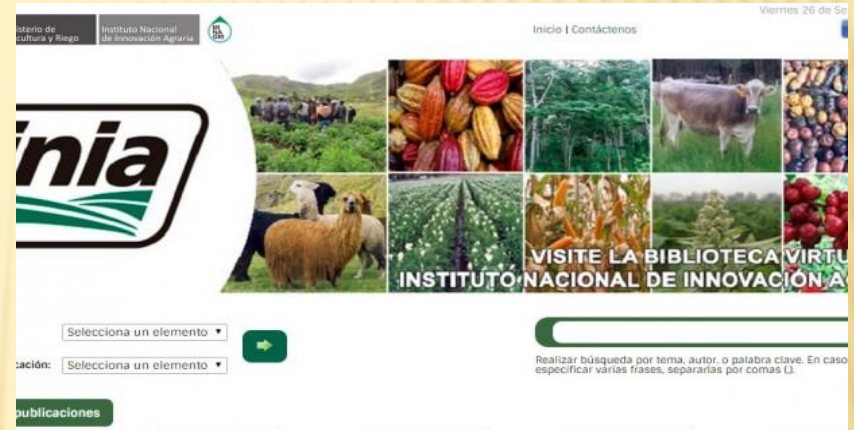 Viernes 26 de Se
isterio de
cultura y Riego
Instituto Nacional
de Innovación Agraria
Inicio | Contáctenos
inia
VISITE LA BIBLIOTECA VIRTU
INSTITUTO NACIONAL DE INNOVACIÓN A
Selecciona un elemento
cación: Selecciona un elemento
Realizar búsqueda por tema, autor, o palabra clave. En caso
especificar varias frases, separarlas por comas (,).
publicaciones